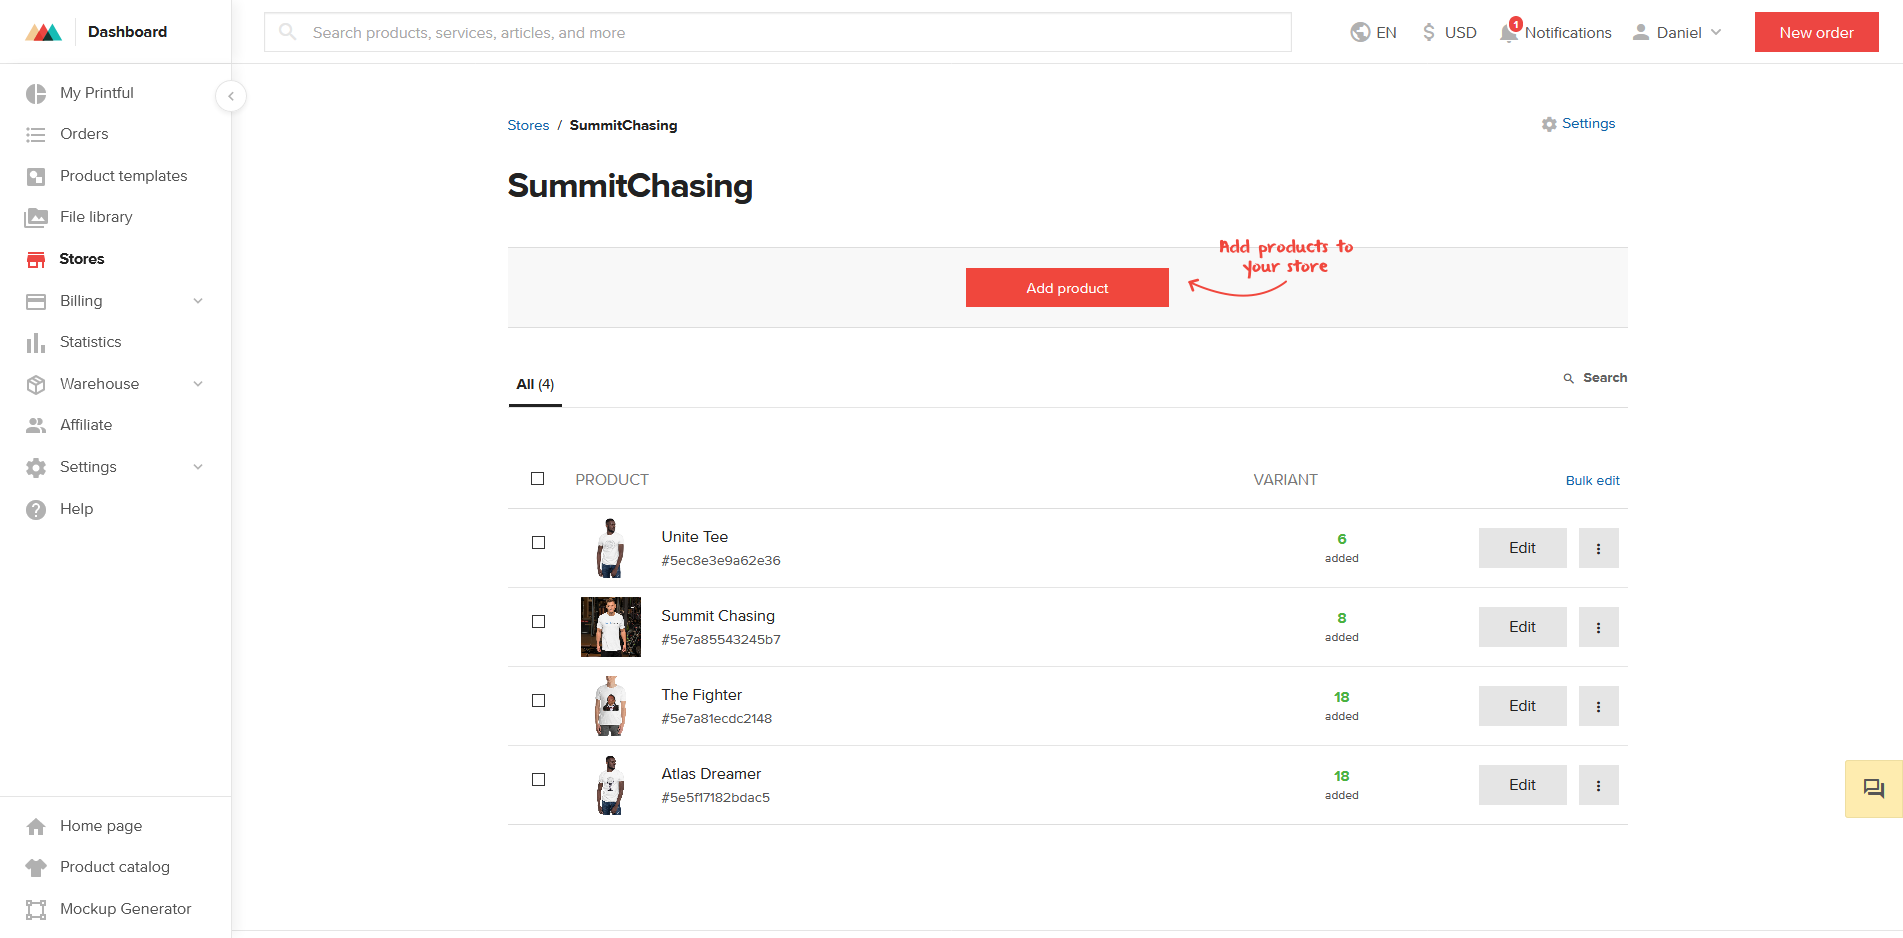 Dashboard
Search products, services, articles, and more
EN
USD
1
Notifications
Daniel
New order
My Printful
Orders
Product templates
File library
Stores
Billing
Statistics
Warehouse
Affiliate
Settings
Help
Home page
Product catalog
Mockup Generator
Stores / SummitChasing
Settings
SummitChasing
Add product
Add products to
your store
All (4)
Search
PRODUCT
VARIANT
Bulk edit
Unite Tee
#5ec8e3e9a62e36
6
added
Edit
Summit Chasing
#5e7a85543245b7
8
added
Edit
The Fighter
#5e7a81ecdc2148
18
added
Edit
Atlas Dreamer
#5e5f17182bdac5
18
added
Edit